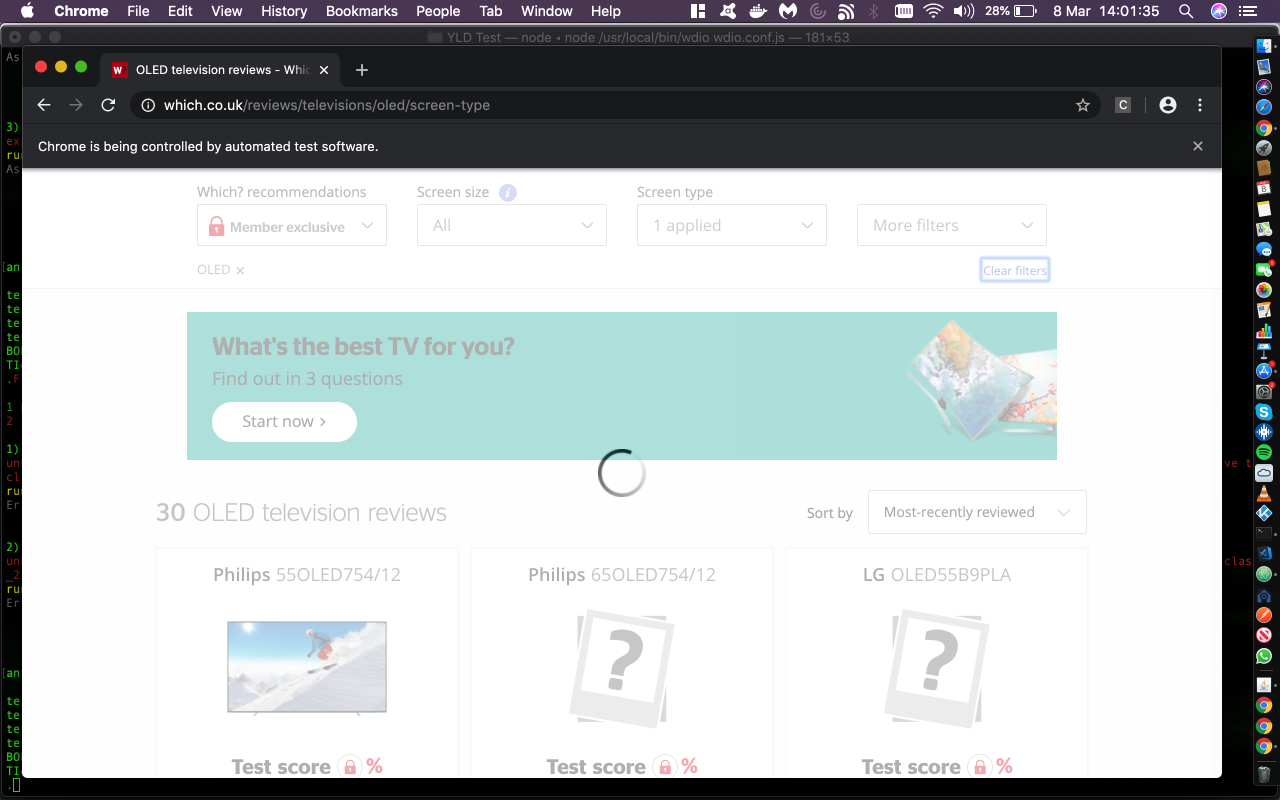 Chrome File Edit View History Bookmarks People Tab Window Help 28% 8 Mar 14:01:35
YLD Test — node • node /usr/local/bin/wdio wdio.conf.js — 181×53
OLED television reviews - Whic
which.co.uk/reviews/televisions/oled/screen-type
C
Chrome is being controlled by automated test software.
Which? recommendations
Screen size
Screen type
Member exclusive
All
1 applied
More filters
OLED ×
Clear filters
What's the best TV for you?
Find out in 3 questions
Start now >
30 OLED television reviews
Sort by
Most-recently reviewed
Philips 55OLED754/12
Philips 65OLED754/12
LG OLED55B9PLA
? ?
Test score %
Test score %
Test score %
As
3)
ex
run
As
[an
te
te
te
te
BO
TI
.F
1
2
1)
un
cl
run
Er
ve t
2)
un
_2
run
Er
clas
[an
te
te
te
te
BO
TI
.